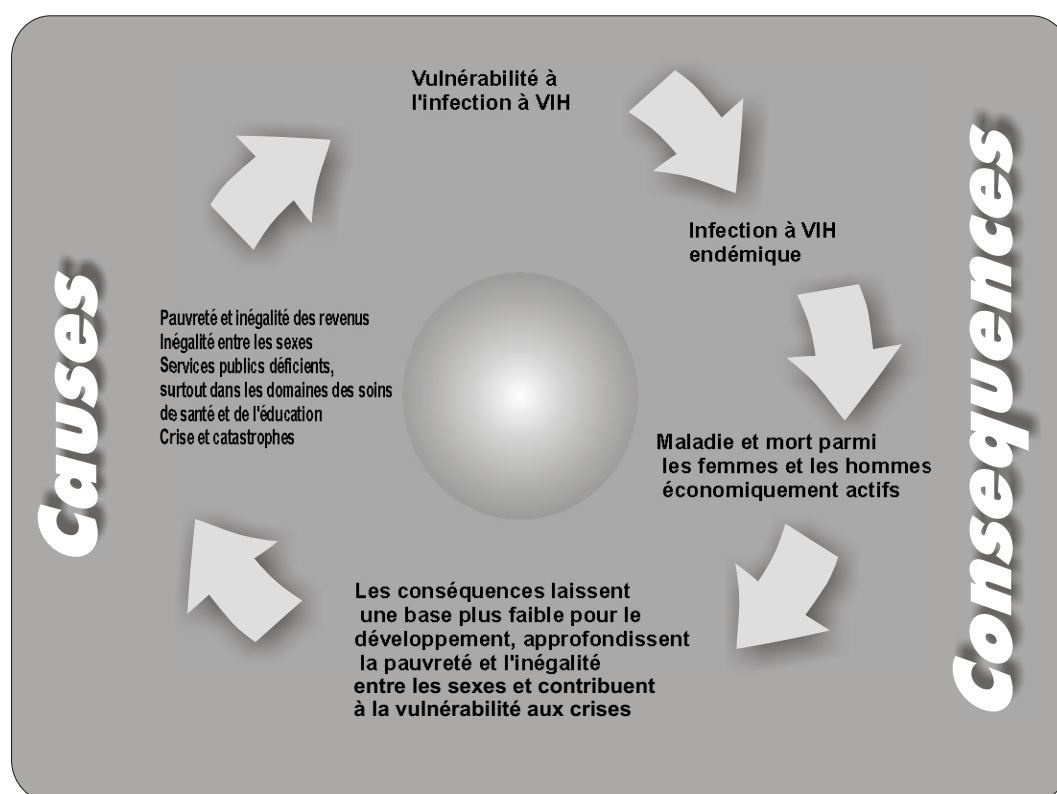 Vulnérabilité à
l'infection à VIH
Infection à VIH
endémique
Maladie et mort parmi
les femmes et les hommes
économiquement actifs
Les conséquences laissent
une base plus faible pour le
développement, approfondissent
la pauvreté et l'inégalité
entre les sexes et contribuent
à la vulnérabilité aux crises
Pauvreté et inégalité des revenus
Inégalité entre les sexes
Services publics déficients,
surtout dans les domaines des soins
de santé et de l'éducation
Crise et catastrophes
Causes
Consequences